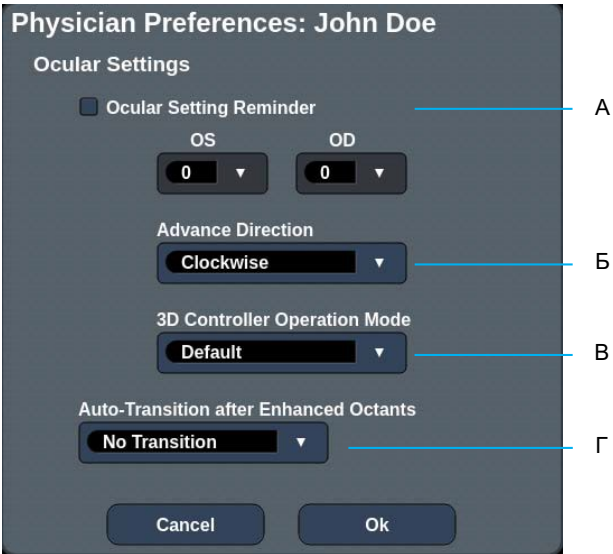 Physician Preferences: John Doe
Ocular Settings
Ocular Setting Reminder
А
OS OD
0 0
Advance Direction
Clockwise
Б
3D Controller Operation Mode
Default
В
Auto-Transition after Enhanced Octants
No Transition
Г
Cancel Ok